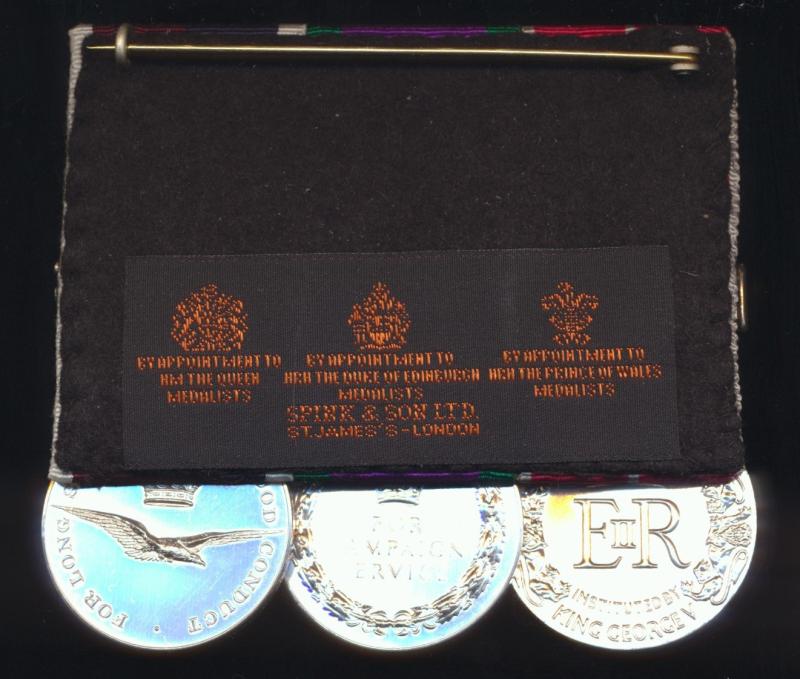 BY APPOINTMENT TO
HM THE QUEEN
MEDALISTS
BY APPOINTMENT TO
HRH THE DUKE OF EDINBURGH
MEDALISTS
BY APPOINTMENT TO
HRH THE PRINCE OF WALES
MEDALISTS
SPINK & SON LTD.
ST. JAMES'S - LONDON
FOR LONG
CONDUCT
FOR
EIIR
INSTITUTED BY
KING GEORGE V